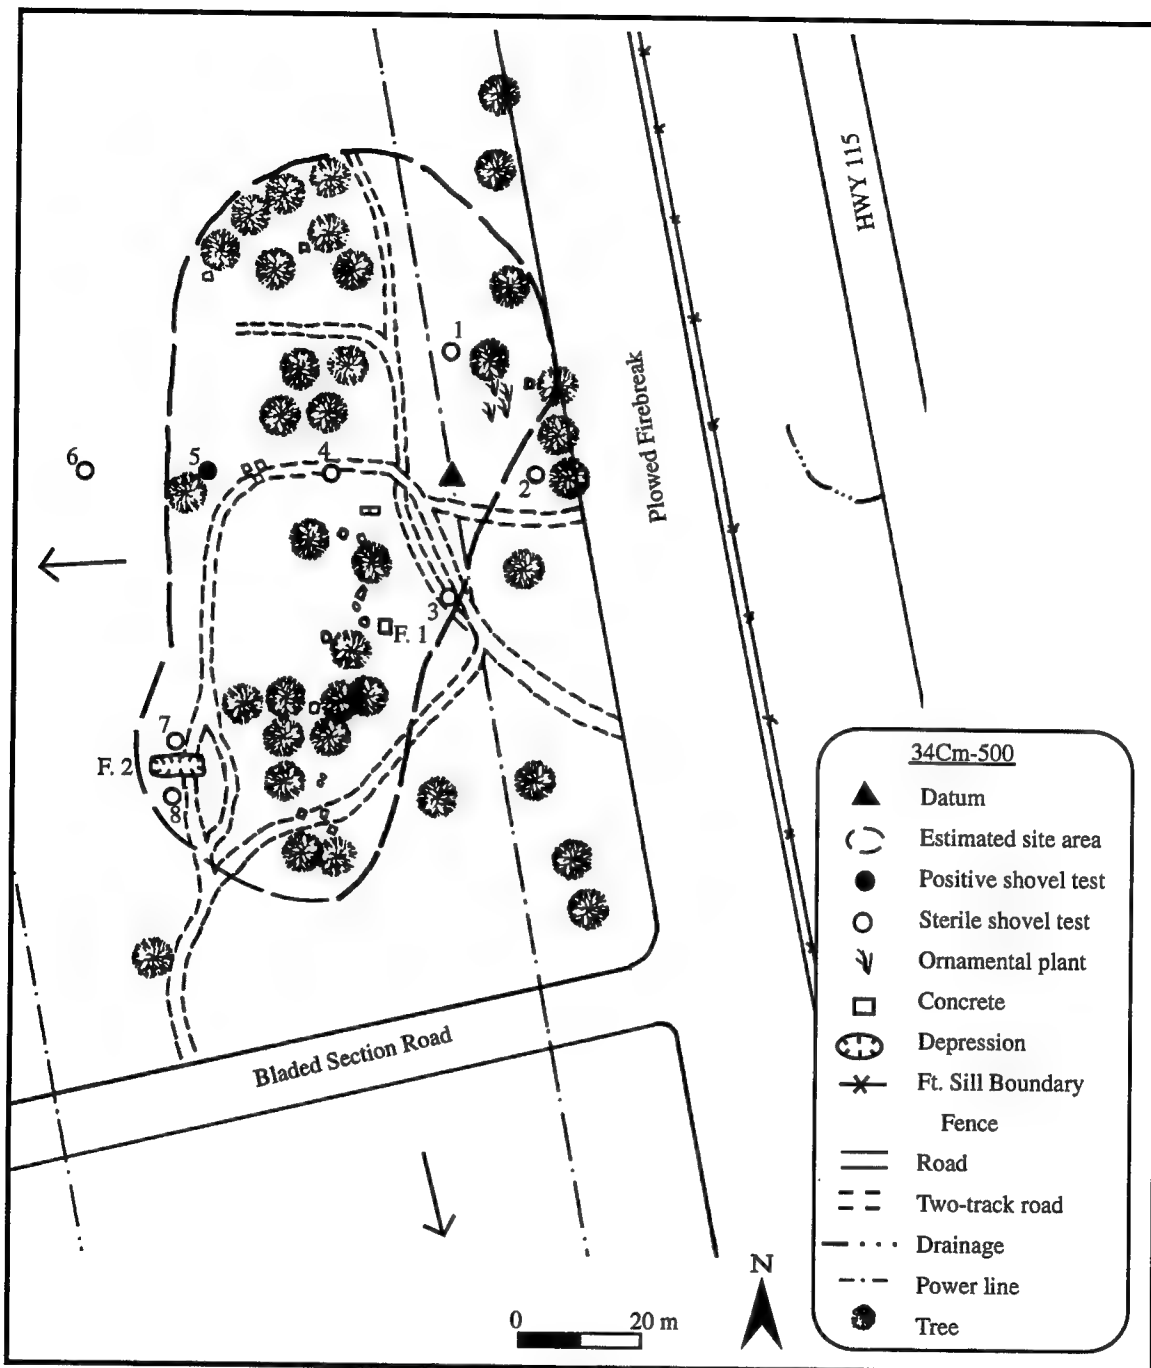 HWY 115
1
Plowed Firebreak
6
5
4
2
3
F. 1
7
F. 2
8
Bladed Section Road
34Cm-500
Datum
Estimated site area
Positive shovel test
Sterile shovel test
Ornamental plant
Concrete
Depression
Ft. Sill Boundary
Fence
Road
Two-track road
Drainage
Power line
Tree
N
0 20 m